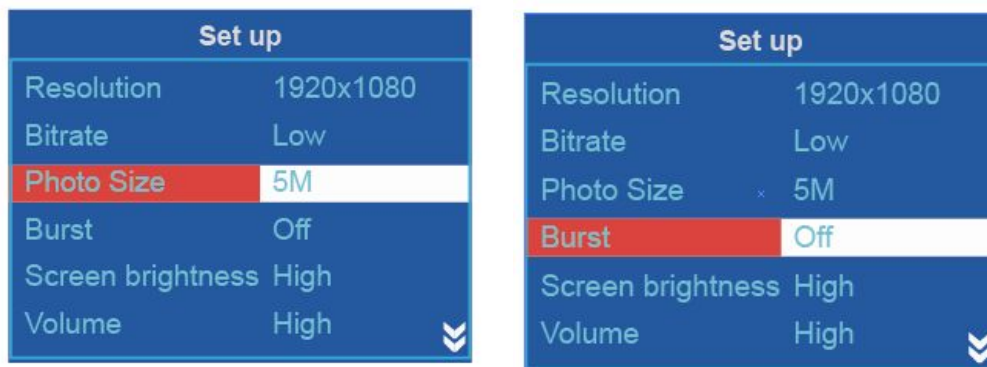 Set up
Resolution 1920x1080
Bitrate Low
Photo Size 5M
Burst Off
Screen brightness High
Volume High
Set up
Resolution 1920x1080
Bitrate Low
Photo Size 5M
Burst Off
Screen brightness High
Volume High